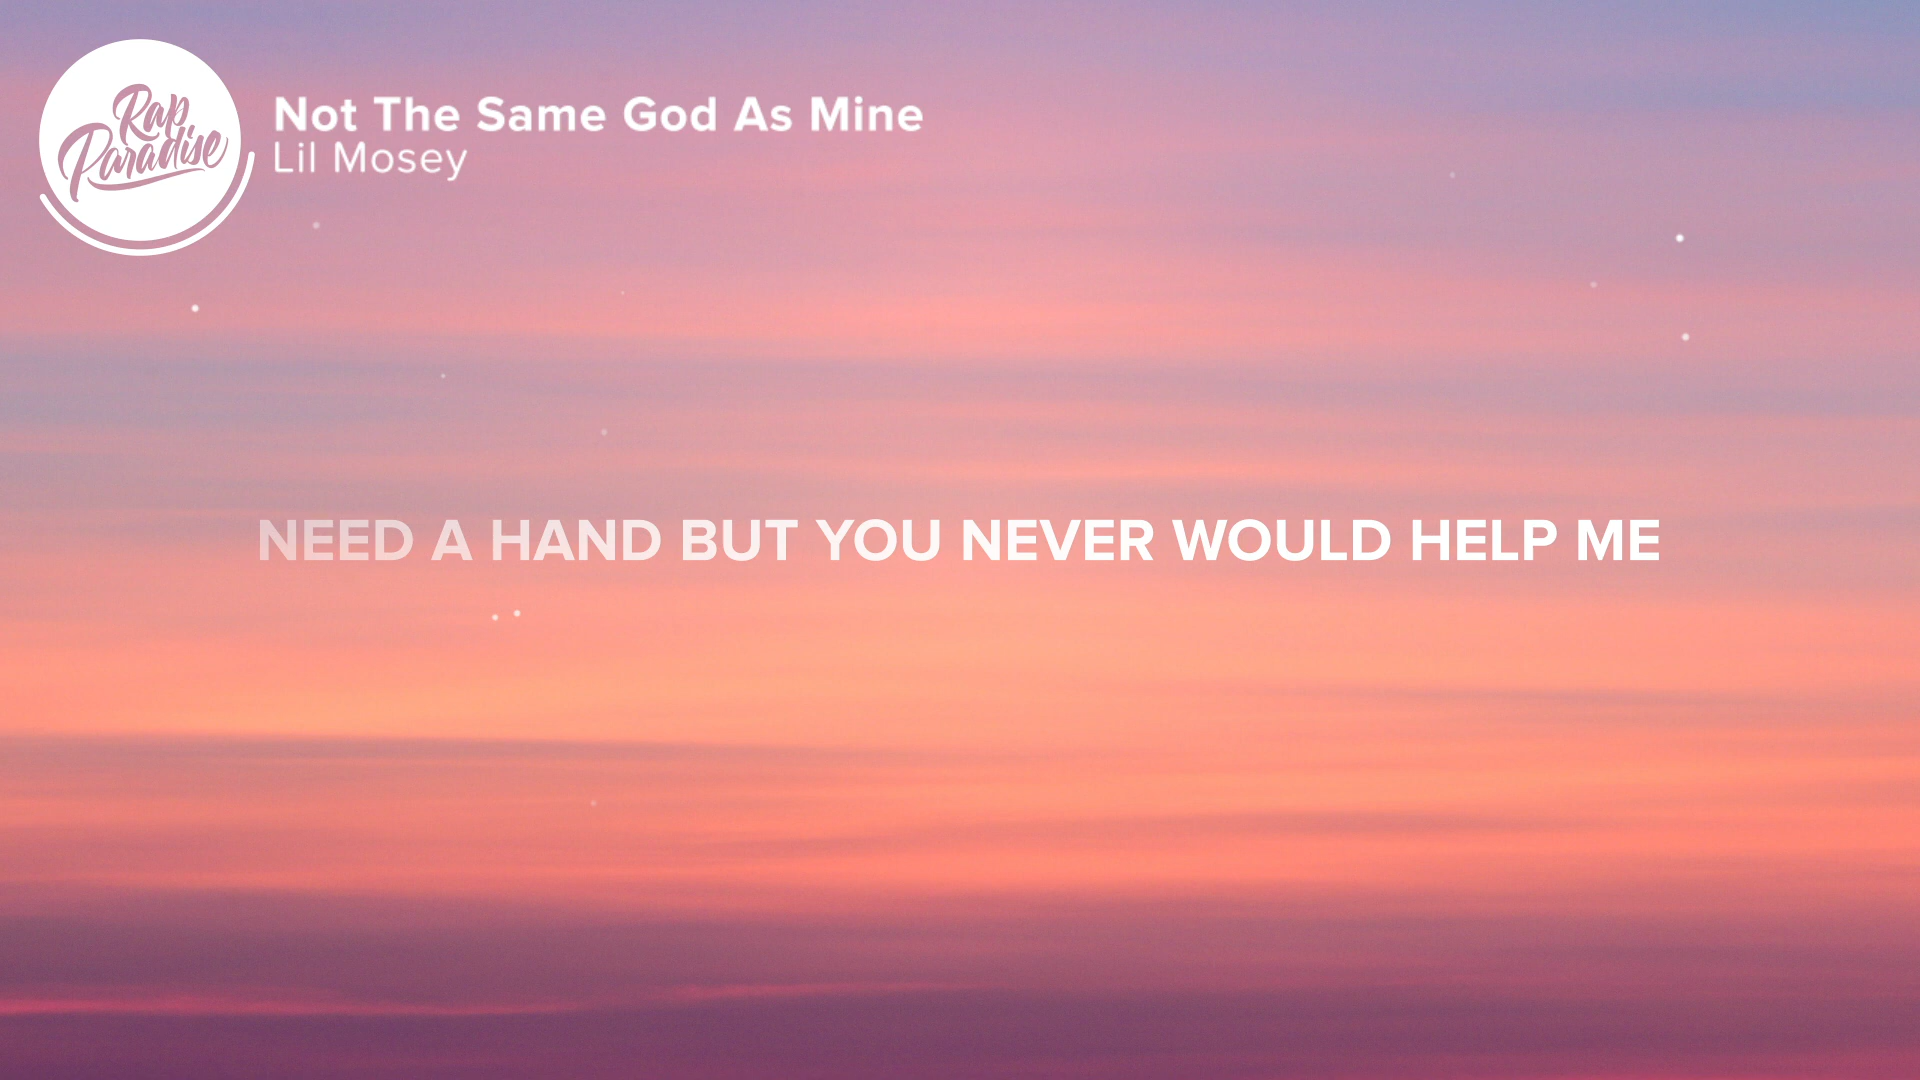 Rap
Paradise
Not The Same God As Mine
Lil Mosey
NEED A HAND BUT YOU NEVER WOULD HELP ME